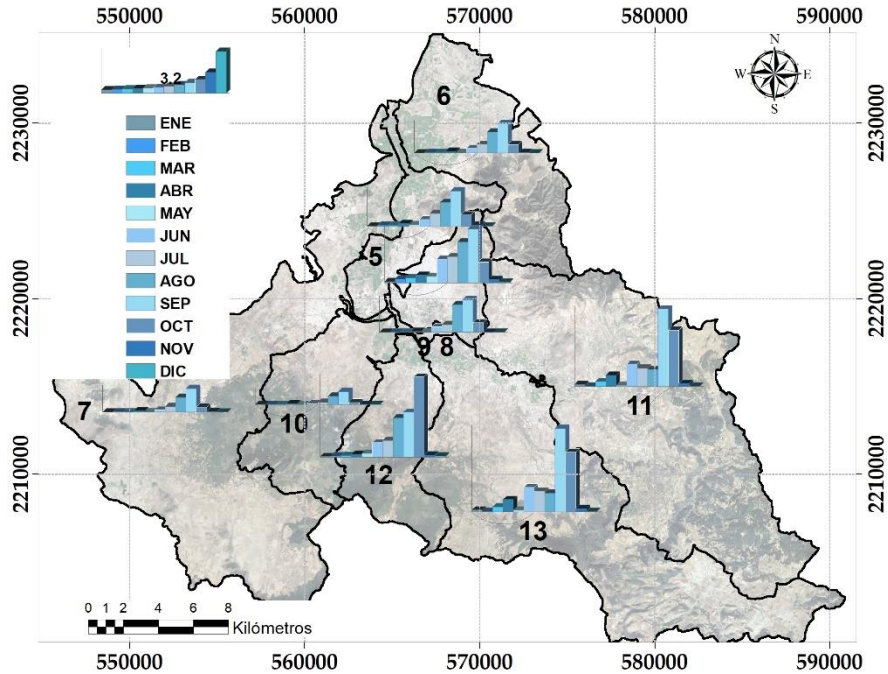 550000 560000 570000 580000 590000
3.2
ENE
FEB
MAR
ABR
MAY
JUN
JUL
AGO
SEP
OCT
NOV
DIC
N
W E
S
2230000 2230000
2220000 2220000
2210000 2210000
6
5
9 8
7
10
11
12
13
0 1 2 4 6 8
Kilómetros
550000 560000 570000 580000 590000